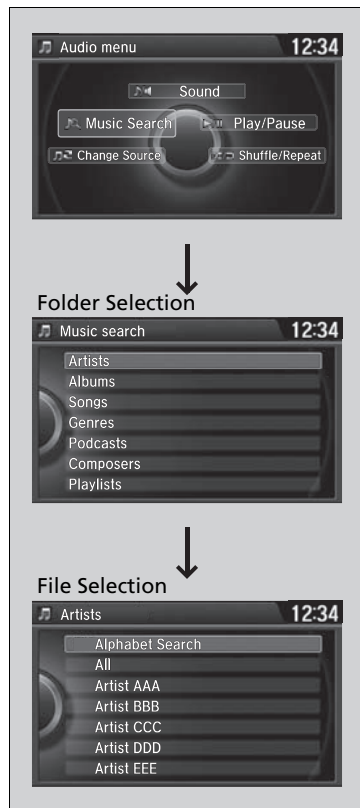 Audio menu 12:34
Sound
Music Search Play/Pause
Change Source Shuffle/Repeat
Folder Selection
Music search 12:34
Artists
Albums
Songs
Genres
Podcasts
Composers
Playlists
File Selection
Artists 12:34
Alphabet Search
All
Artist AAA
Artist BBB
Artist CCC
Artist DDD
Artist EEE